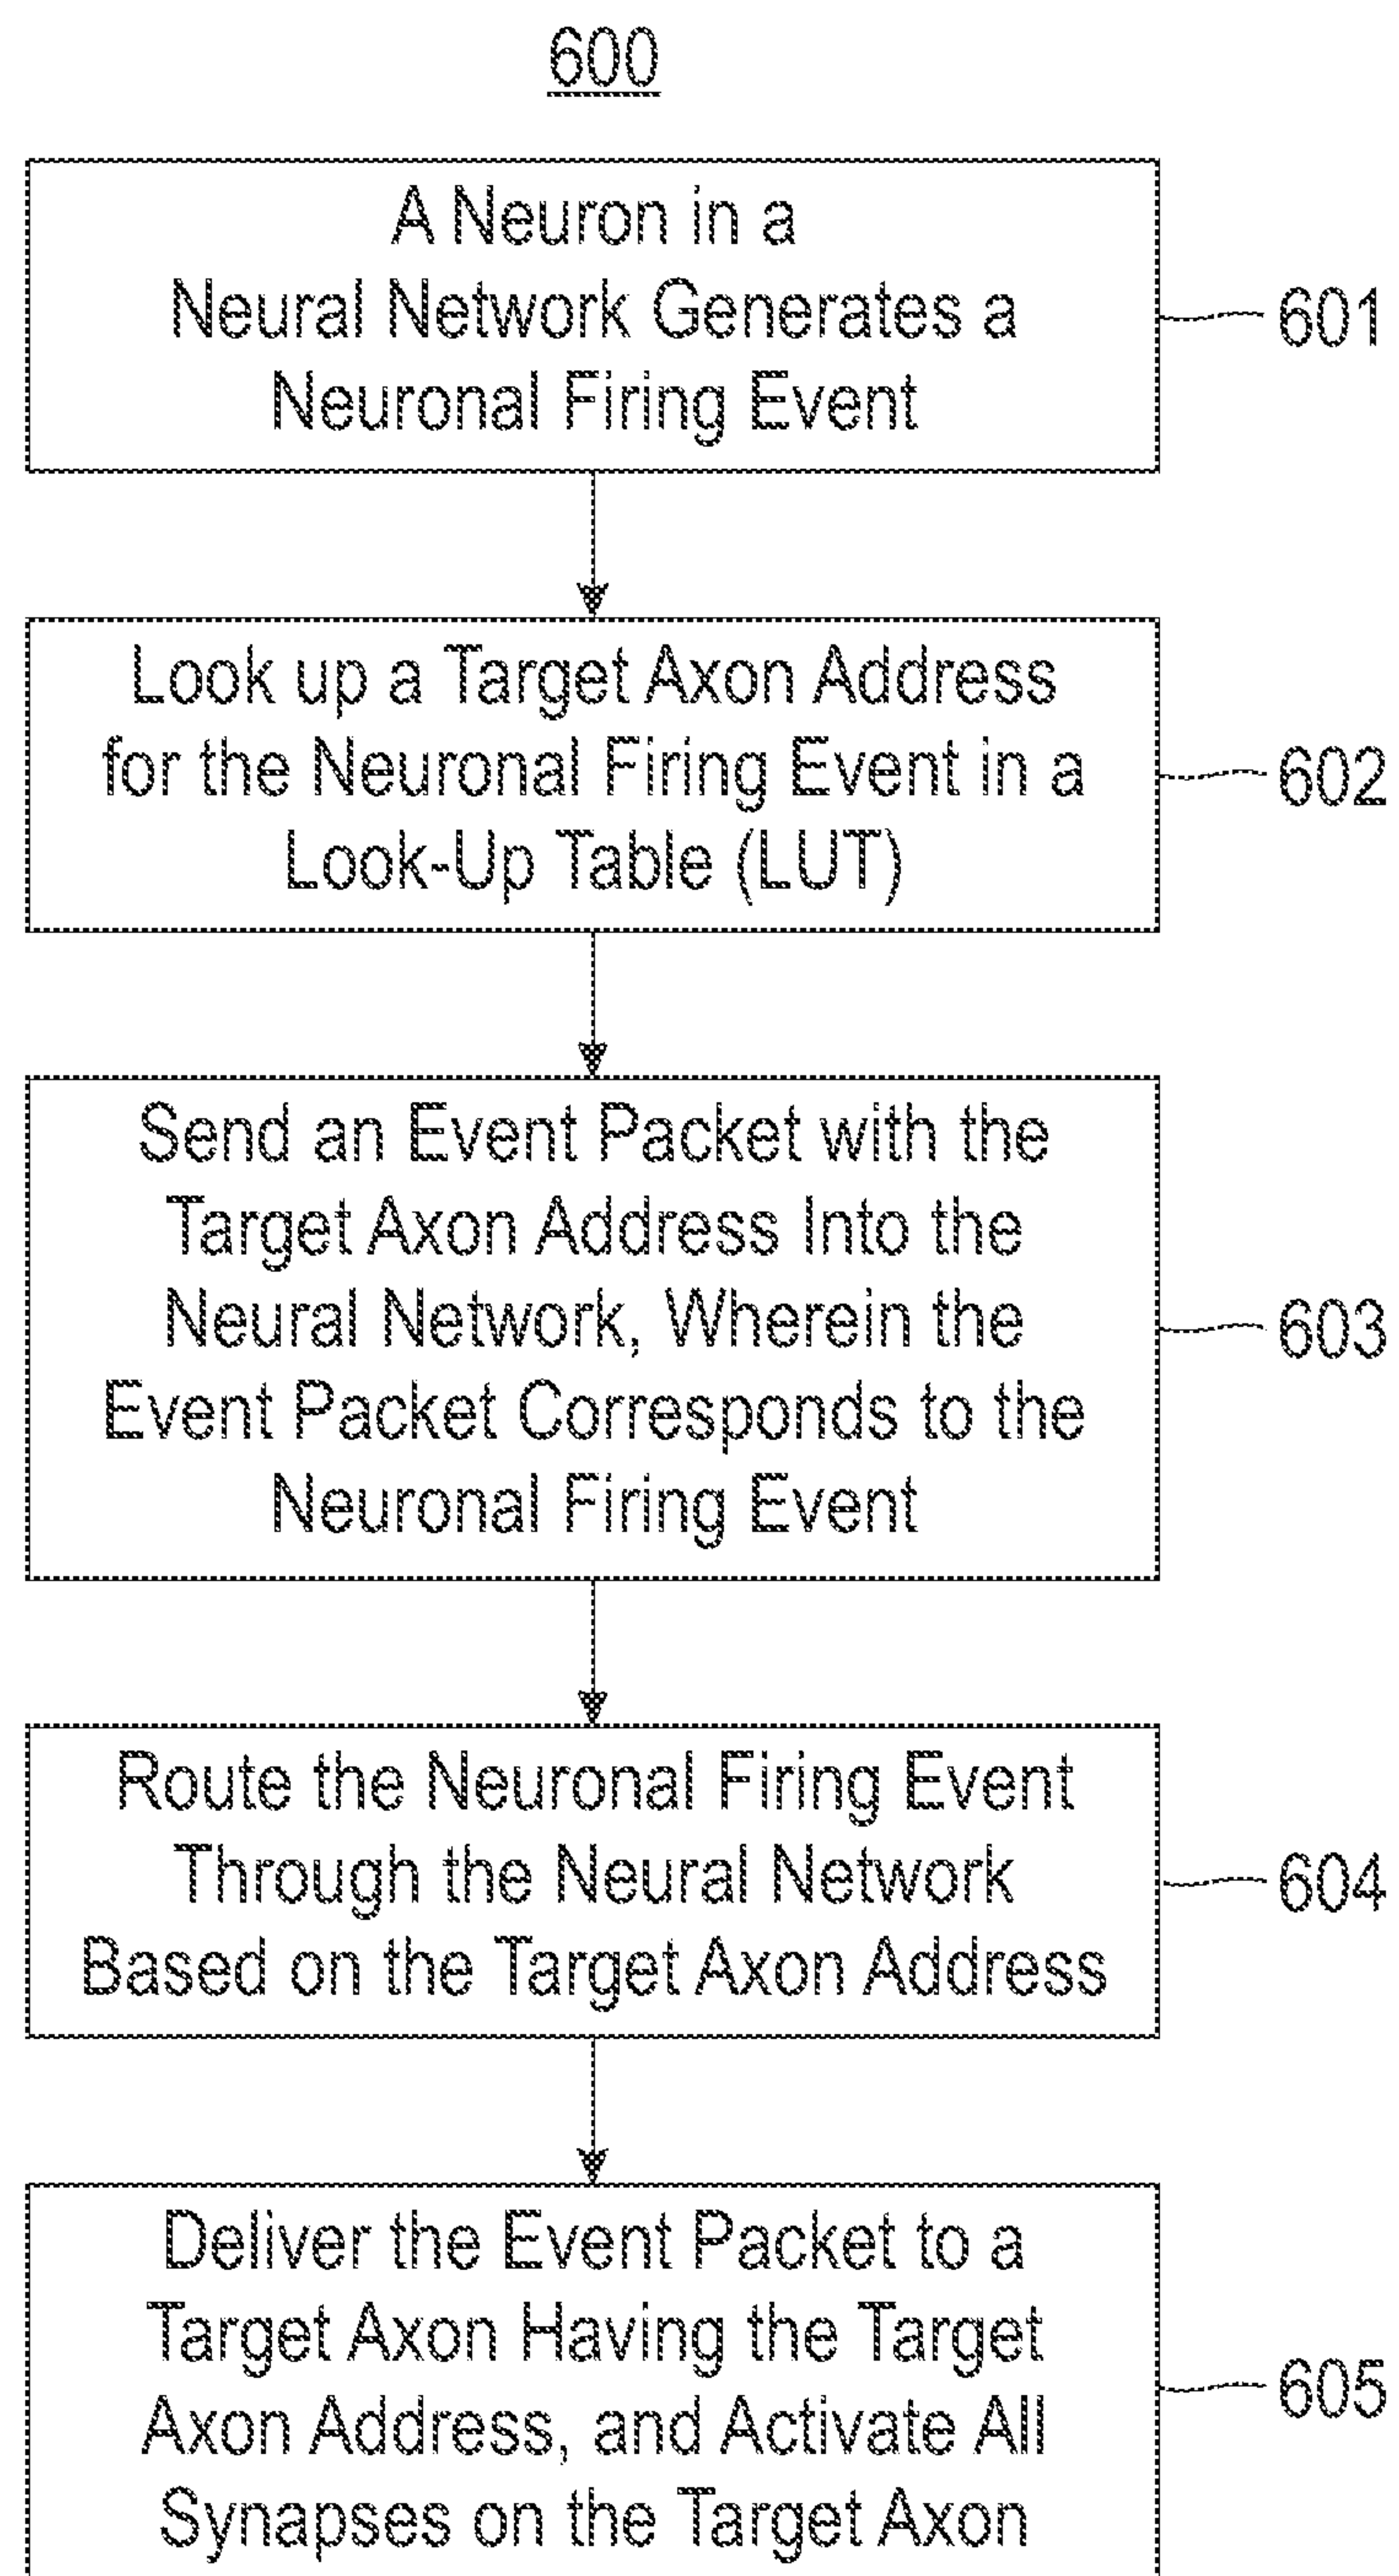 600
A Neuron in a
Neural Network Generates a
Neuronal Firing Event
601
Look up a Target Axon Address
for the Neuronal Firing Event in a
Look-Up Table (LUT)
602
Send an Event Packet with the
Target Axon Address Into the
Neural Network, Wherein the
Event Packet Corresponds to the
Neuronal Firing Event
603
Route the Neuronal Firing Event
Through the Neural Network
Based on the Target Axon Address
604
Deliver the Event Packet to a
Target Axon Having the Target
Axon Address, and Activate All
Synapses on the Target Axon
605